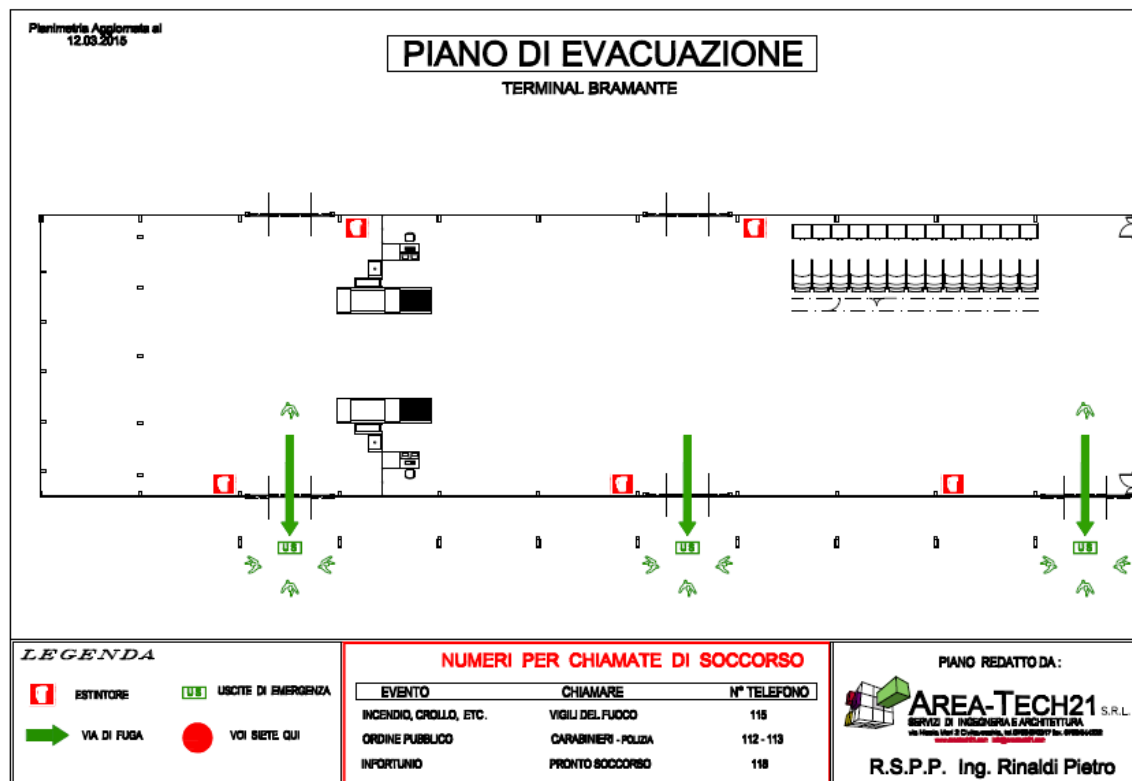 Planimetria Aggiornata al
12.03.2015
PIANO DI EVACUAZIONE
TERMINAL BRAMANTE
US US US
LEGENDA
ESTINTORE
US USCITE DI EMERGENZA
VIA DI FUGA
VOI SIETE QUI
NUMERI PER CHIAMATE DI SOCCORSO
EVENTO CHIAMARE N° TELEFONO
INCENDIO, CROLLO, ETC. VIGILI DEL FUOCO 115
ORDINE PUBBLICO CARABINIERI - POLIZIA 112 - 113
INFORTUNIO PRONTO SOCCORSO 118
PIANO REDATTO DA :
AREA-TECH21 S.R.L.
SERVIZI DI INGEGNERIA E ARCHITETTURA
R.S.P.P. Ing. Rinaldi Pietro